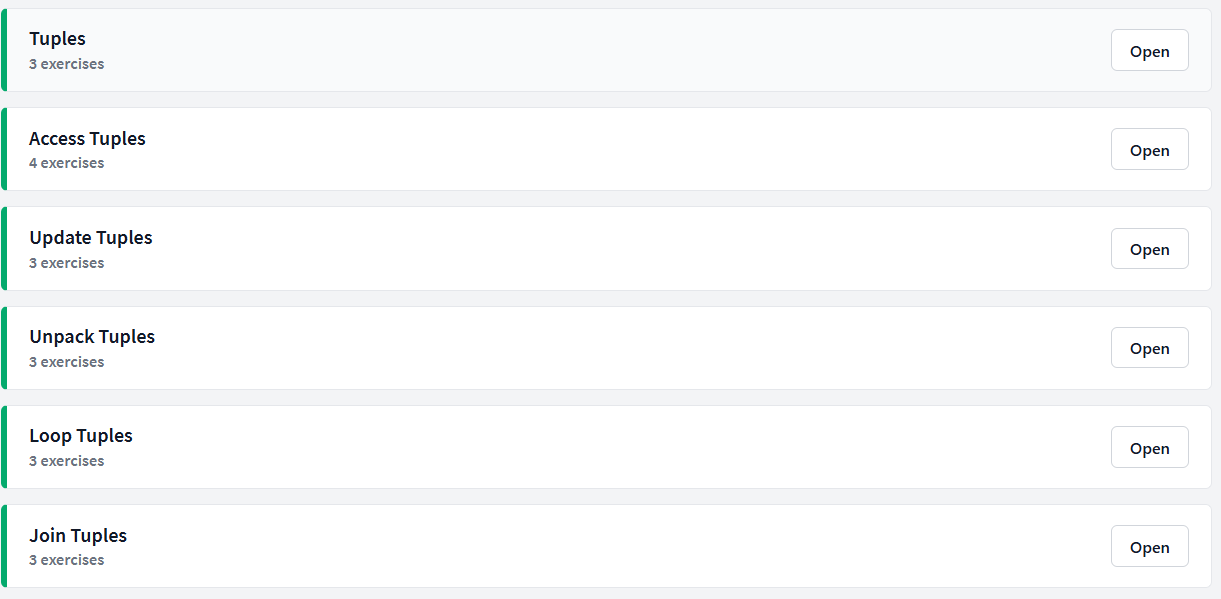 Tuples
3 exercises
Open
Access Tuples
4 exercises
Open
Update Tuples
3 exercises
Open
Unpack Tuples
3 exercises
Open
Loop Tuples
3 exercises
Open
Join Tuples
3 exercises
Open